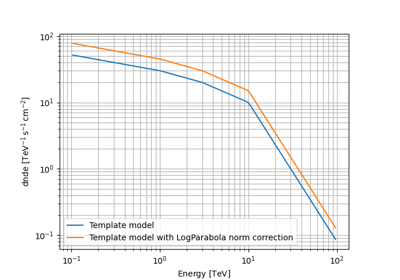 10²
10¹
10⁰
10⁻¹
dnde [TeV⁻¹ s⁻¹ cm⁻²]
Template model
Template model with LogParabola norm correction
10⁻¹ 10⁰ 10¹ 10²
Energy [TeV]